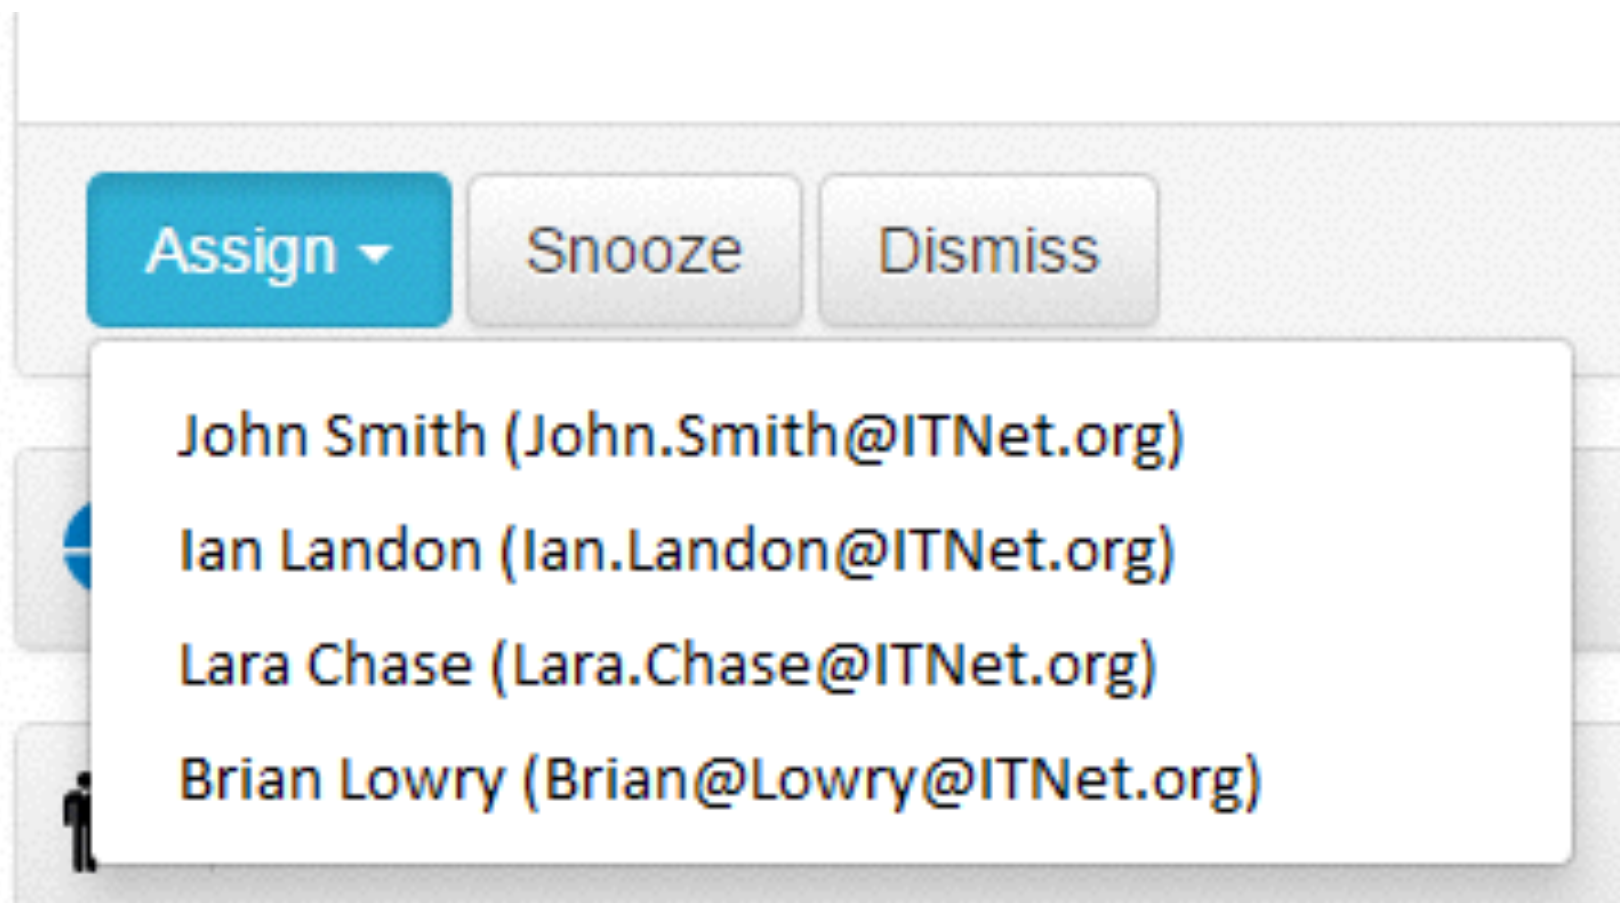 Assign Snooze Dismiss
John Smith (John.Smith@ITNet.org)
Ian Landon (Ian.Landon@ITNet.org)
Lara Chase (Lara.Chase@ITNet.org)
Brian Lowry (Brian@Lowry@ITNet.org)